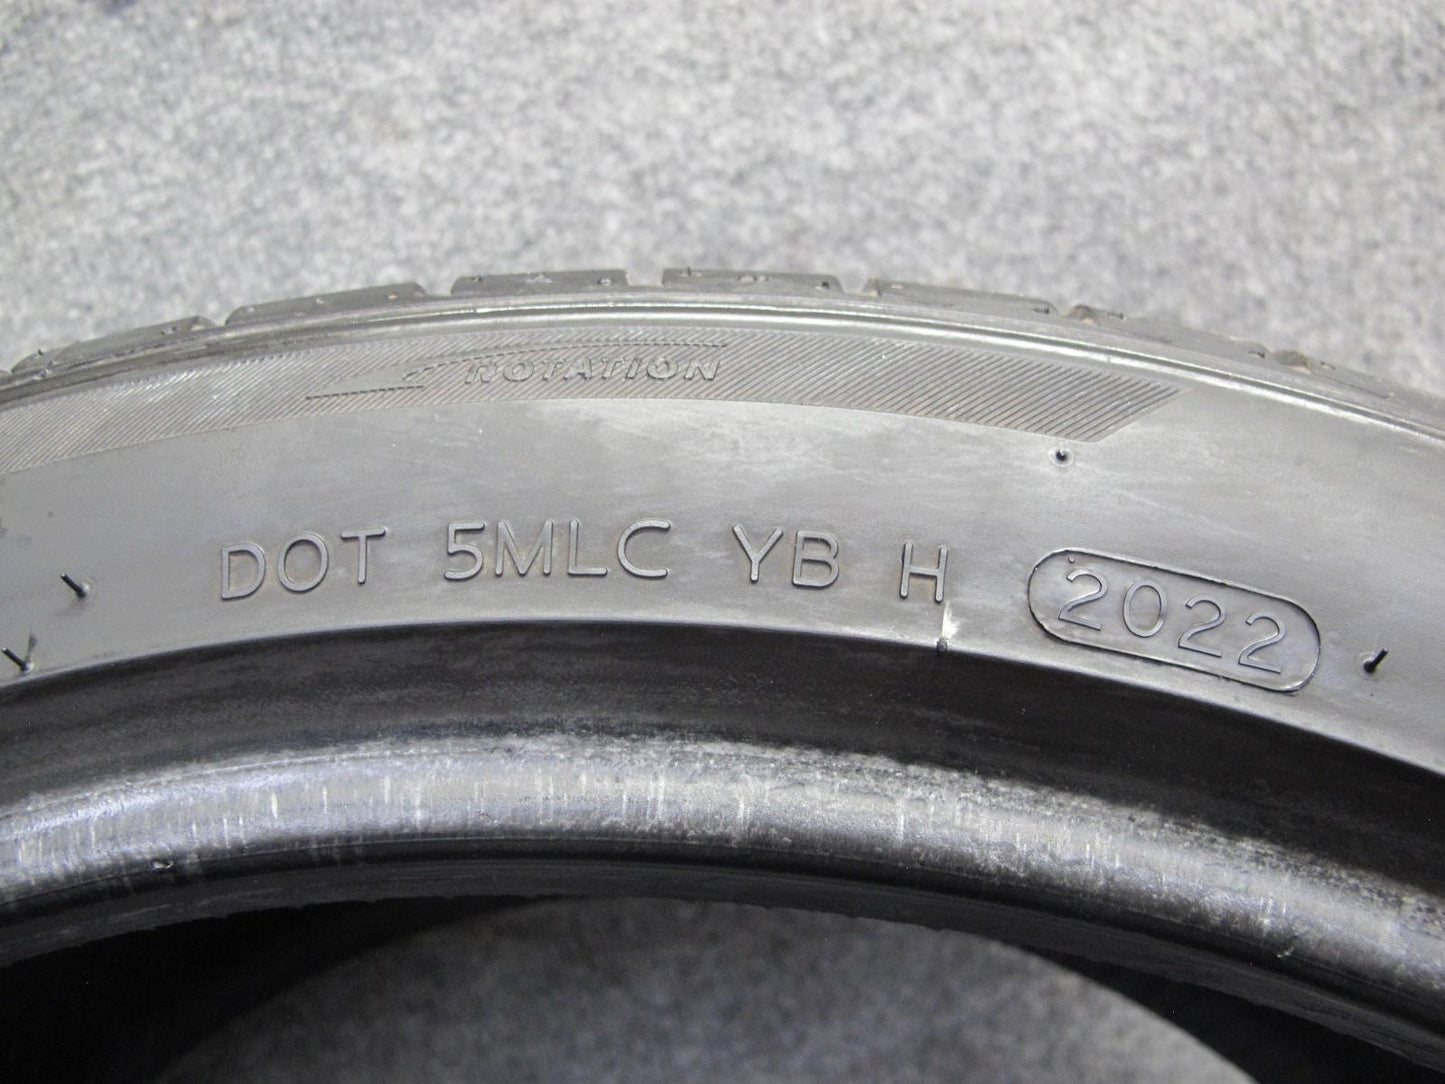 ROTATION
DOT 5MLC YB H 2022